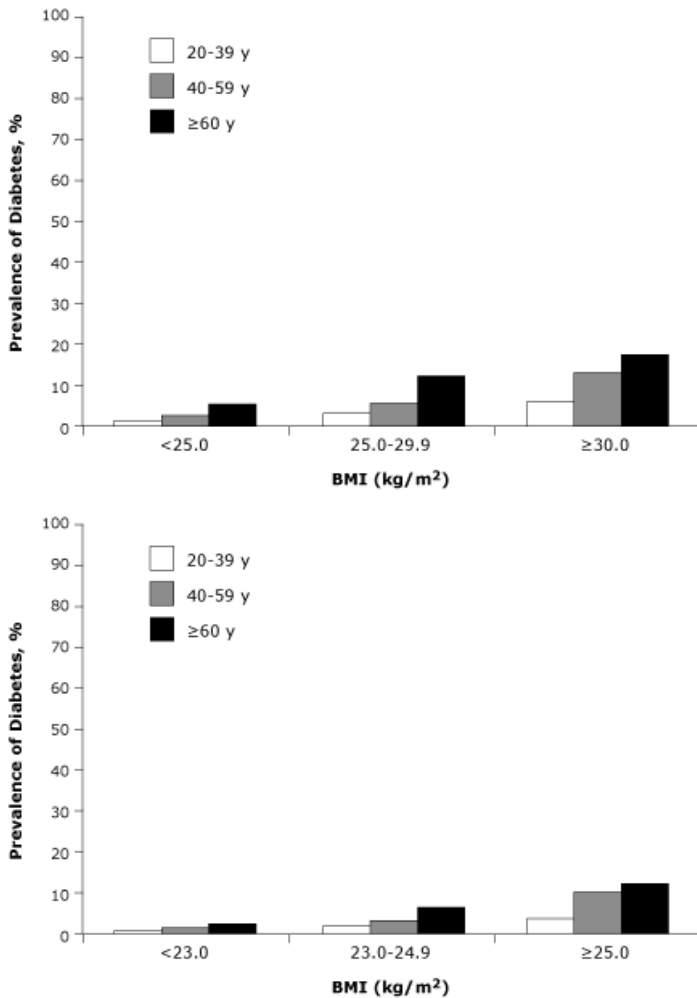 100
90
80
70
60
50
40
30
20
10
0
Prevalence of Diabetes, %
20-39 y
40-59 y
≥60 y
<25.0 25.0-29.9 ≥30.0
BMI (kg/m²)
100
90
80
70
60
50
40
30
20
10
0
Prevalence of Diabetes, %
20-39 y
40-59 y
≥60 y
<23.0 23.0-24.9 ≥25.0
BMI (kg/m²)